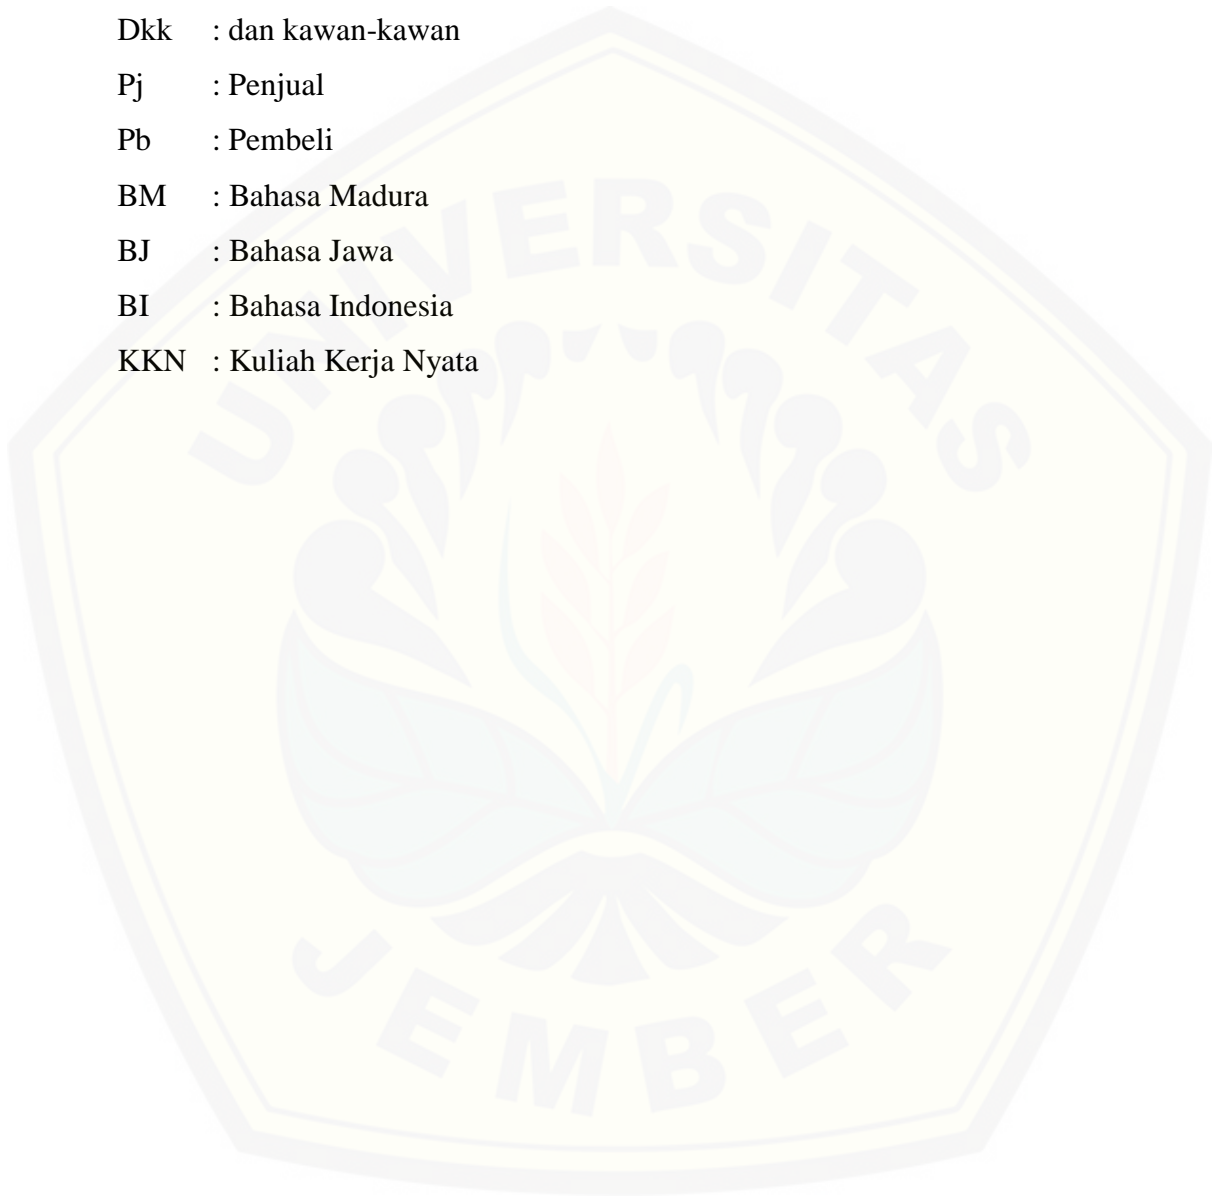 Dkk : dan kawan-kawan
Pj : Penjual
Pb : Pembeli
BM : Bahasa Madura
BJ : Bahasa Jawa
BI : Bahasa Indonesia
KKN : Kuliah Kerja Nyata
UNIVERSITAS
JEMBER